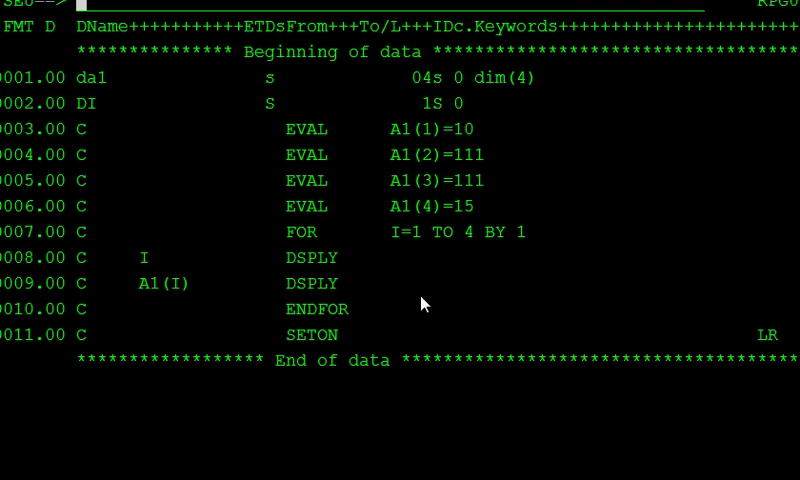 SEU==>                                                                  RPG0
FMT D  DName+++++++++++ETDsFrom+++To/L+++IDc.Keywords+++++++++++++++++++++++
*************** Beginning of data ***********************************
0001.00 da1               s             04s 0 dim(4)
0002.00 DI                S              1S 0
0003.00 C                   EVAL      A1(1)=10
0004.00 C                   EVAL      A1(2)=111
0005.00 C                   EVAL      A1(3)=111
0006.00 C                   EVAL      A1(4)=15
0007.00 C                   FOR       I=1 TO 4 BY 1
0008.00 C     I             DSPLY
0009.00 C     A1(I)         DSPLY
0010.00 C                   ENDFOR
0011.00 C                   SETON                                        LR
****************** End of data **************************************